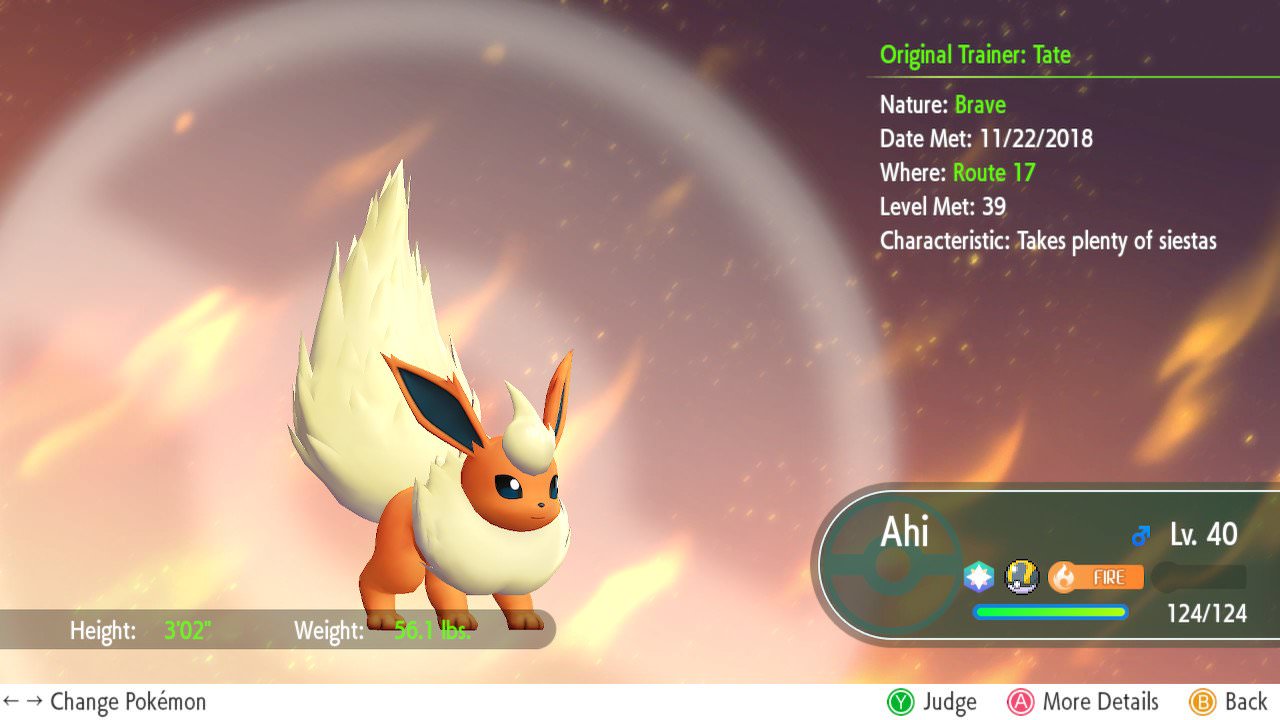 Original Trainer: Tate
Nature: Brave
Date Met: 11/22/2018
Where: Route 17
Level Met: 39
Characteristic: Takes plenty of siestas
Ahi ♂ Lv. 40
FIRE
124/124
Height: 3'02" Weight: 56.1 lbs.
←→ Change Pokémon Y Judge A More Details B Back